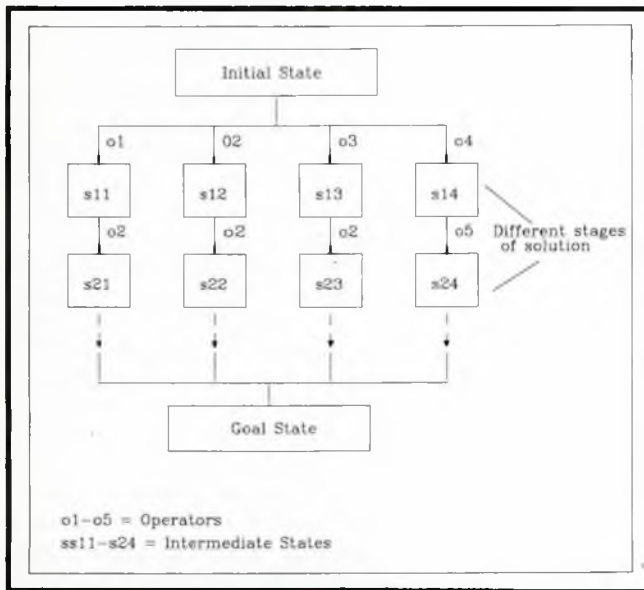 Initial State
o1 02 o3 o4
s11 s12 s13 s14
o2 o2 o2 o5
Different stages
of solution
s21 s22 s23 s24
Goal State
o1-o5 = Operators
ss11-s24 = Intermediate States